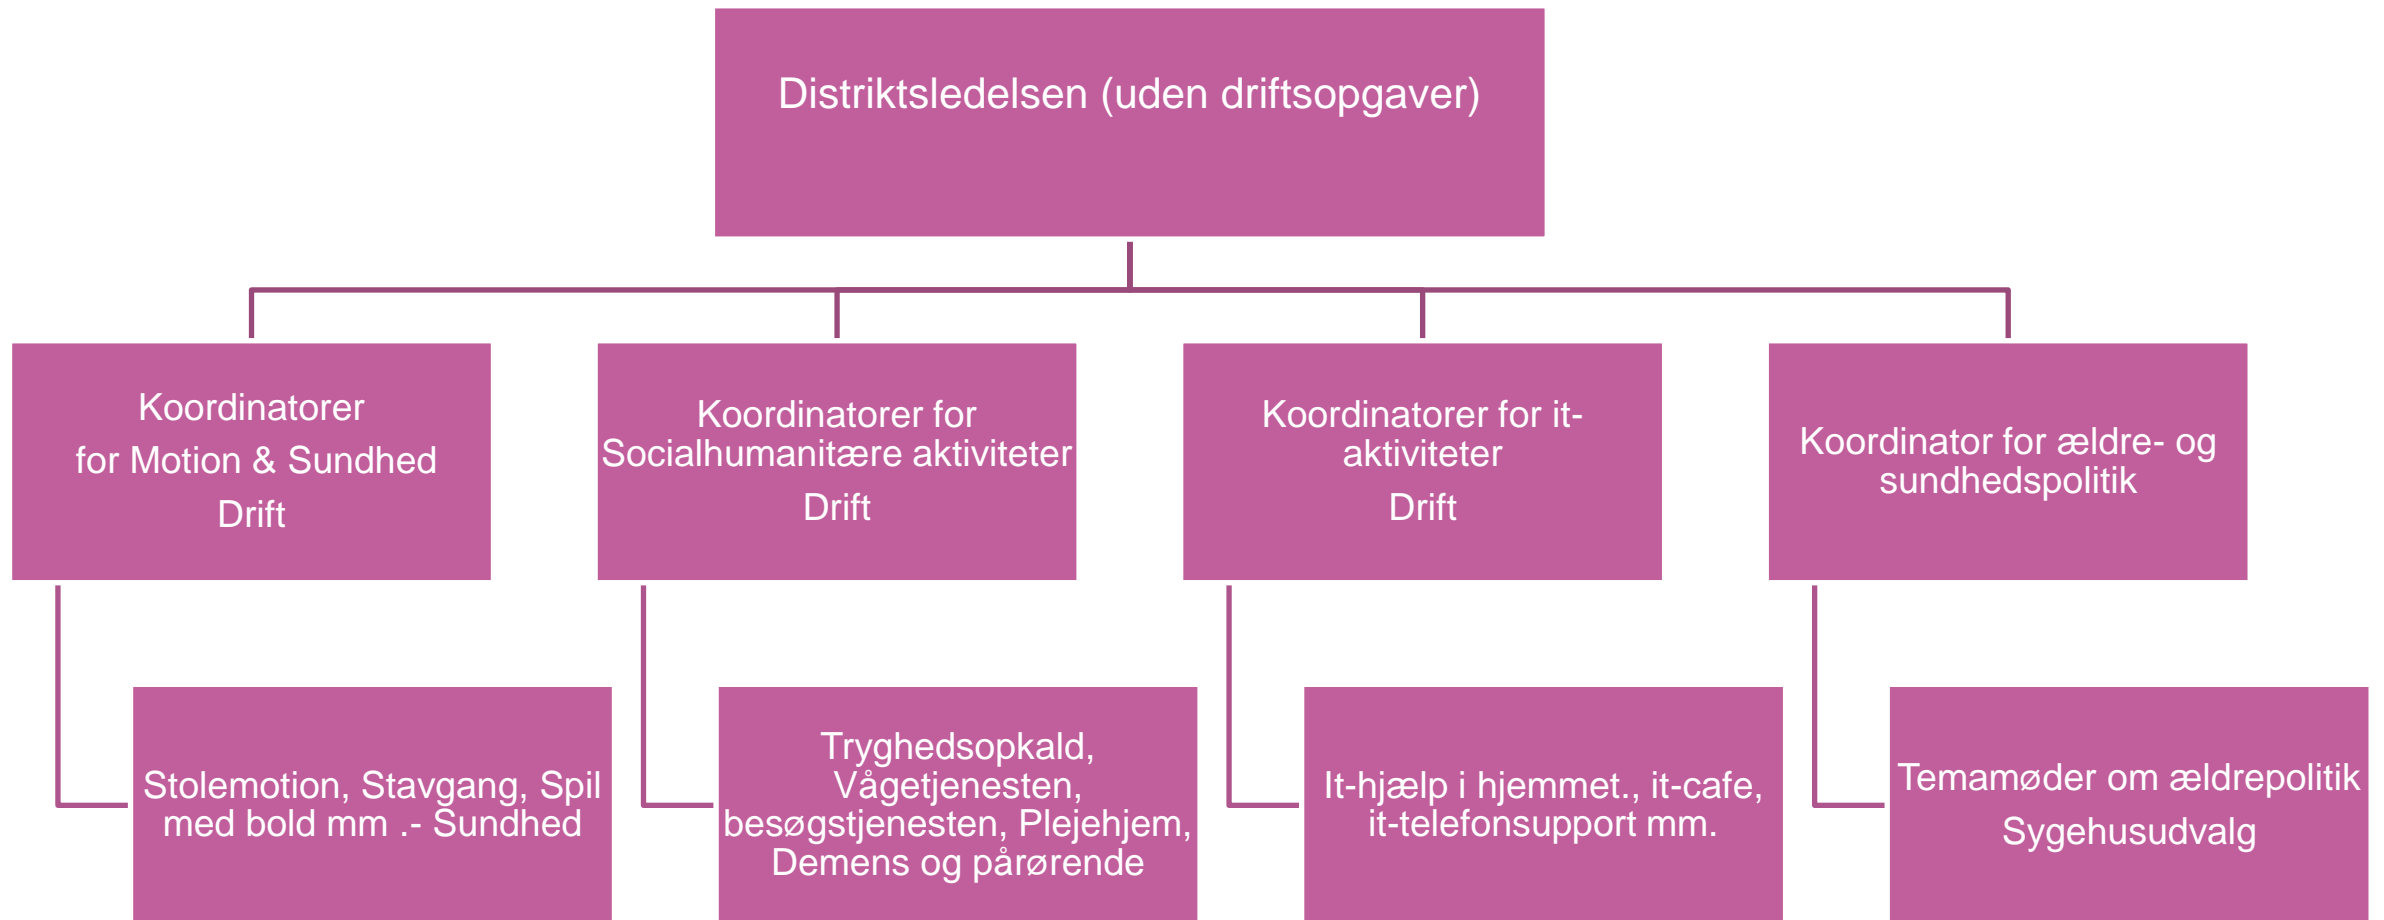 Distriktsledelsen (uden driftsopgaver)
Koordinatorer
for Motion & Sundhed
Drift
Koordinatorer for
Socialhumanitære aktiviteter
Drift
Koordinatorer for it-
aktiviteter
Drift
Koordinator for ældre- og
sundhedspolitik
Stolemotion, Stavgang, Spil
med bold mm .- Sundhed
Tryghedsopkald,
Vågetjenesten,
besøgstjenesten, Plejehjem,
Demens og pårørende
It-hjælp i hjemmet., it-cafe,
it-telefonsupport mm.
Temamøder om ældrepolitik
Sygehusudvalg